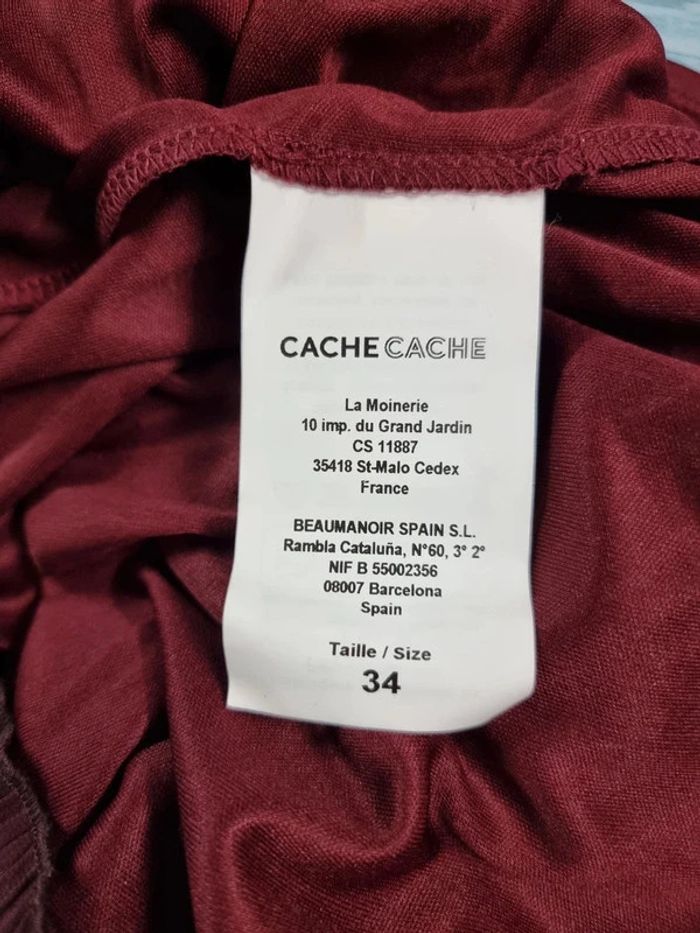 CACHE CACHE
La Moinerie
10 imp. du Grand Jardin
CS 11887
35418 St-Malo Cedex
France
BEAUMANOIR SPAIN S.L.
Rambla Cataluña, N°60, 3° 2°
NIF B 55002356
08007 Barcelona
Spain
Taille / Size
34